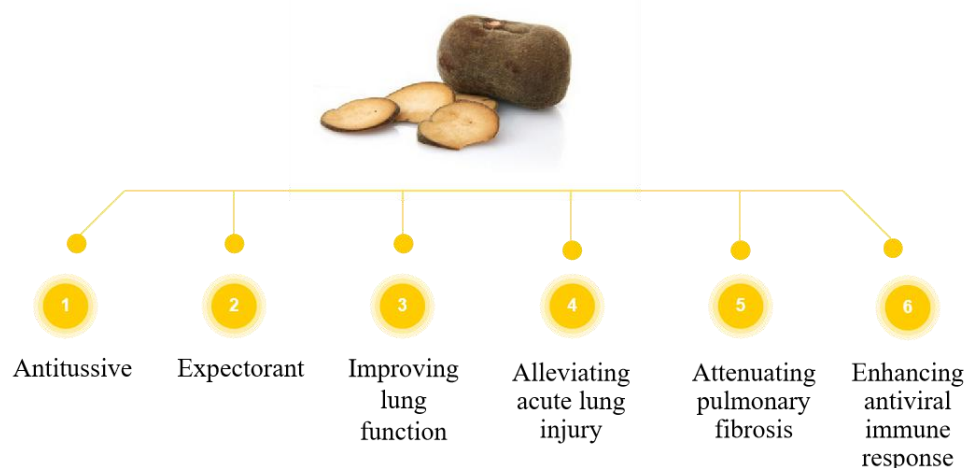 1
2
3
4
5
6
Antitussive
Expectorant
Improving
lung
function
Alleviating
acute lung
injury
Attenuating
pulmonary
fibrosis
Enhancing
antiviral
immune
response